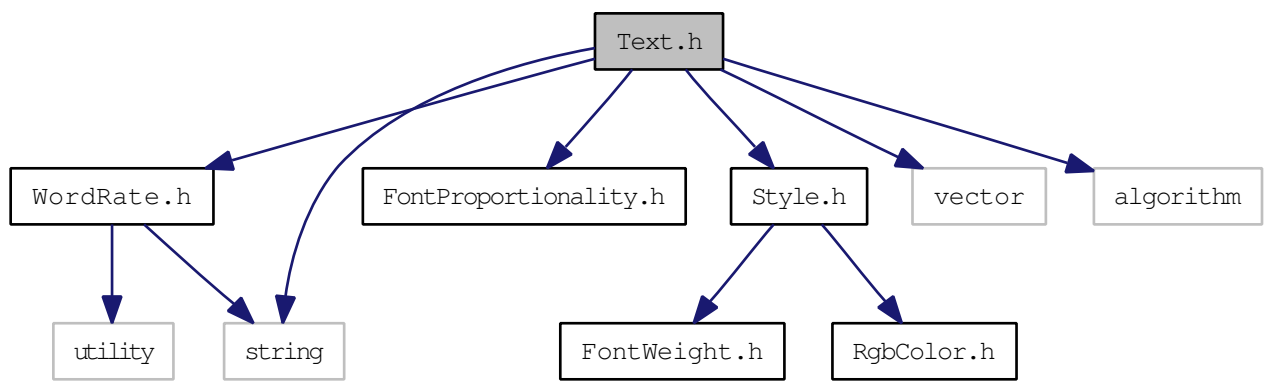 Text.h
WordRate.h
FontProportionality.h
Style.h
vector
algorithm
utility
string
FontWeight.h
RgbColor.h